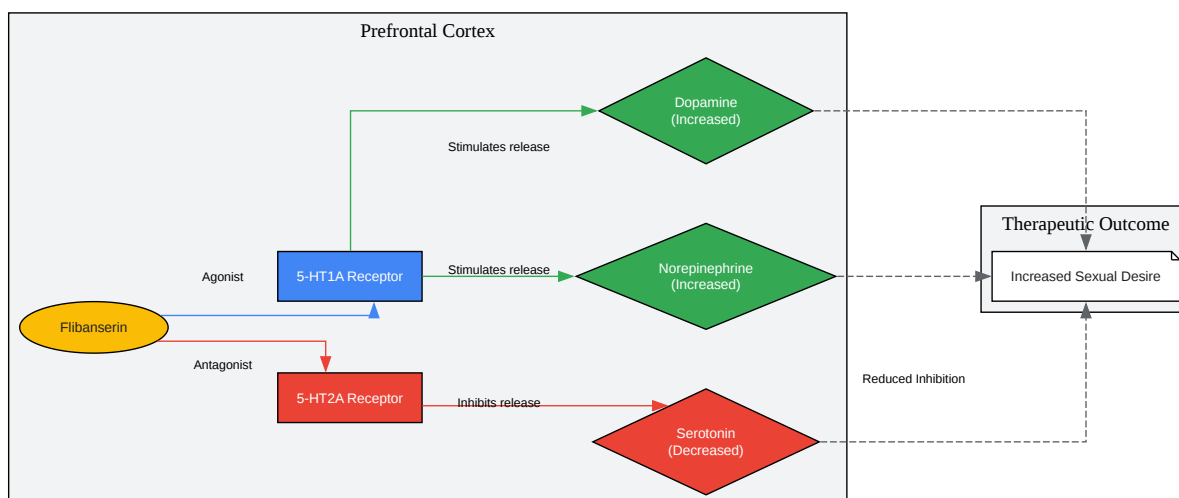 Prefrontal Cortex
Dopamine
(Increased)
Stimulates release
Therapeutic Outcome
Agonist
5-HT1A Receptor
Stimulates release
Norepinephrine
(Increased)
Increased Sexual Desire
Flibanserin
Antagonist
5-HT2A Receptor
Inhibits release
Serotonin
(Decreased)
Reduced Inhibition